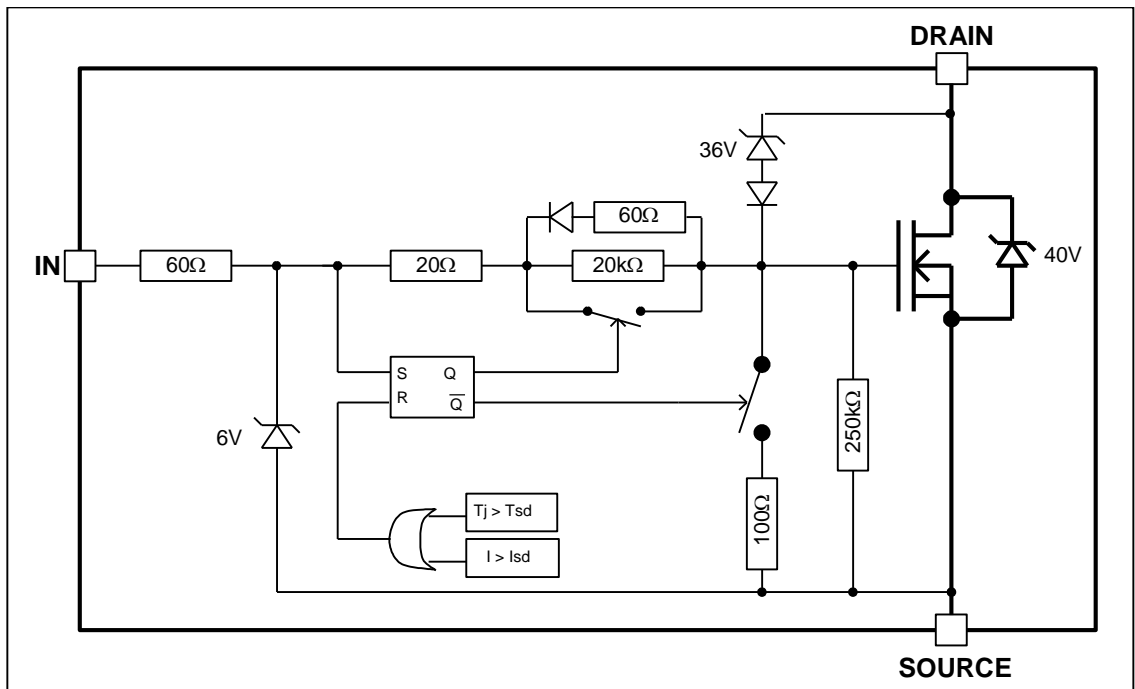 DRAIN
36V
60Ω
IN
60Ω
20Ω
20kΩ
40V
S Q
R Q̅
6V
250kΩ
Tj > Tsd
I > Isd
100Ω
SOURCE